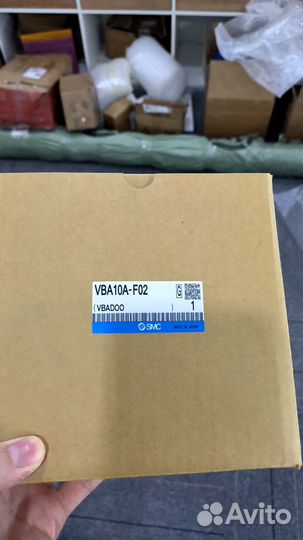 VBA10A-F02
G
(VBADOO ) 1
SMC MADE IN JAPAN
Avito